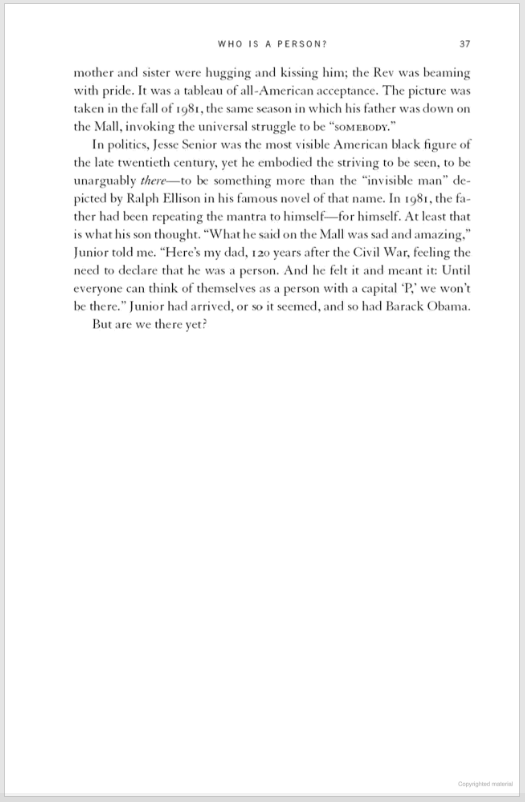 WHO IS A PERSON? 37
mother and sister were hugging and kissing him; the Rev was beaming
with pride. It was a tableau of all-American acceptance. The picture was
taken in the fall of 1981, the same season in which his father was down on
the Mall, invoking the universal struggle to be “SOMEBODY.”
In politics, Jesse Senior was the most visible American black figure of
the late twentieth century, yet he embodied the striving to be seen, to be
unarguably there—to be something more than the “invisible man” de-
picted by Ralph Ellison in his famous novel of that name. In 1981, the fa-
ther had been repeating the mantra to himself—for himself. At least that
is what his son thought. “What he said on the Mall was sad and amazing,”
Junior told me. “Here’s my dad, 120 years after the Civil War, feeling the
need to declare that he was a person. And he felt it and meant it: Until
everyone can think of themselves as a person with a capital ‘P,’ we won’t
be there.” Junior had arrived, or so it seemed, and so had Barack Obama.
But are we there yet?
Copyrighted material